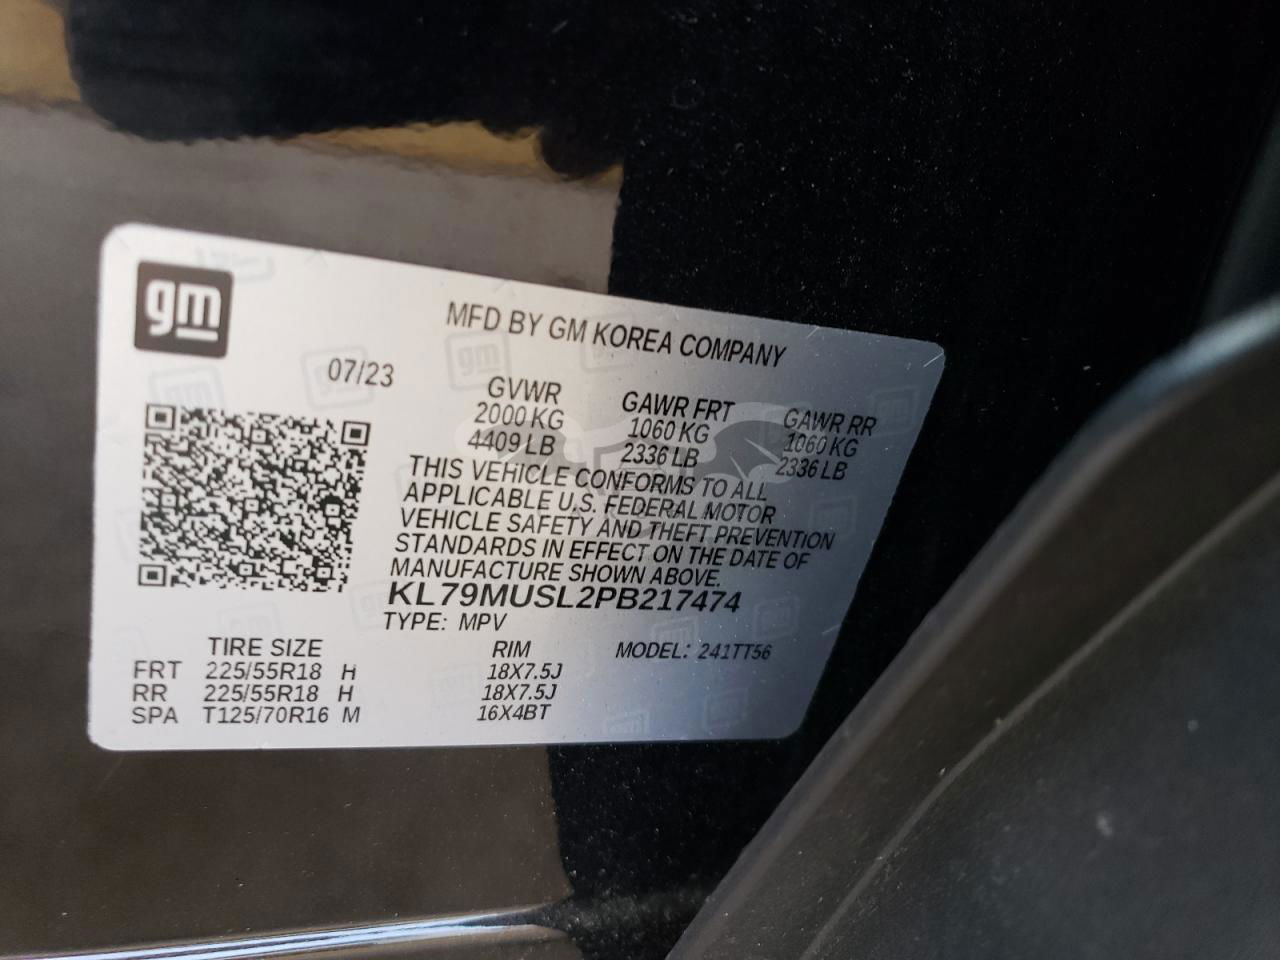 gm
MFD BY GM KOREA COMPANY
07/23
GVWR GAWR FRT GAWR RR
2000 KG 1060 KG 1060 KG
4409 LB 2336 LB 2336 LB
THIS VEHICLE CONFORMS TO ALL
APPLICABLE U.S. FEDERAL MOTOR
VEHICLE SAFETY AND THEFT PREVENTION
STANDARDS IN EFFECT ON THE DATE OF
MANUFACTURE SHOWN ABOVE.
KL79MUSL2PB217474
TYPE: MPV
TIRE SIZE RIM MODEL: 241TT56
FRT 225/55R18 H 18X7.5J
RR 225/55R18 H 18X7.5J
SPA T125/70R16 M 16X4BT